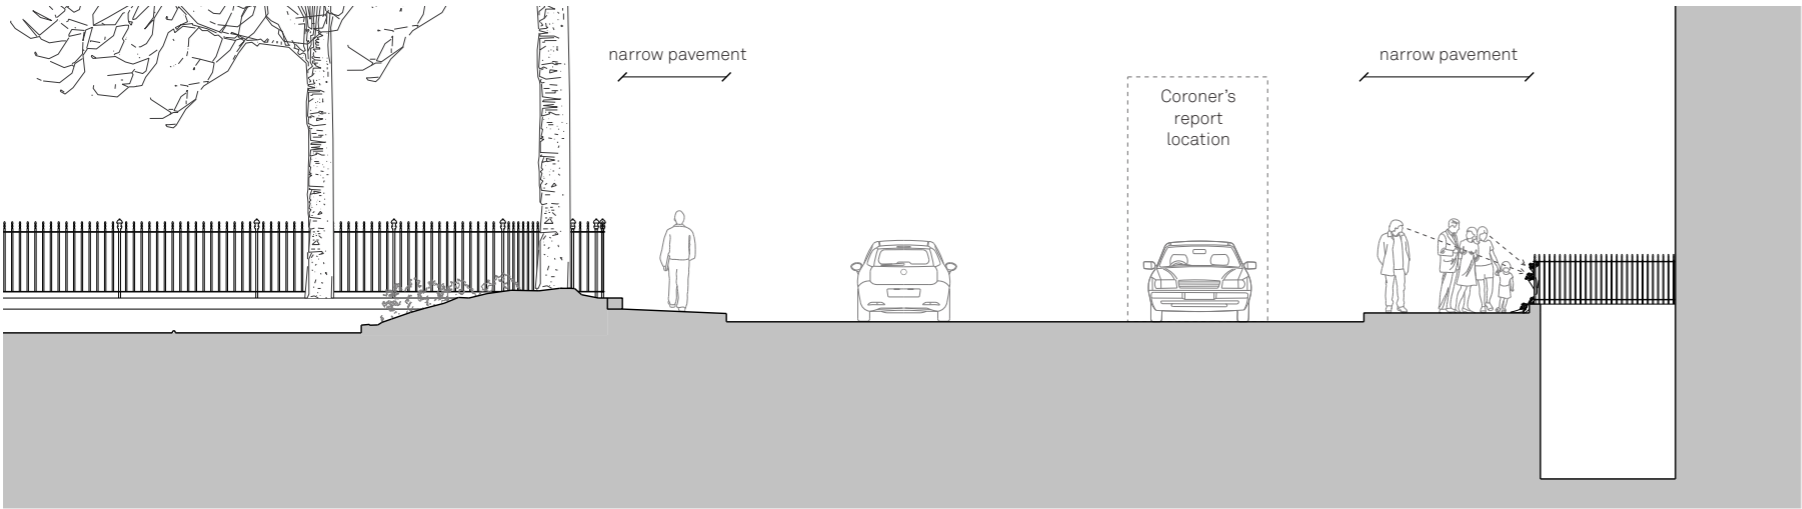 narrow pavement
narrow pavement
Coroner's
report
location